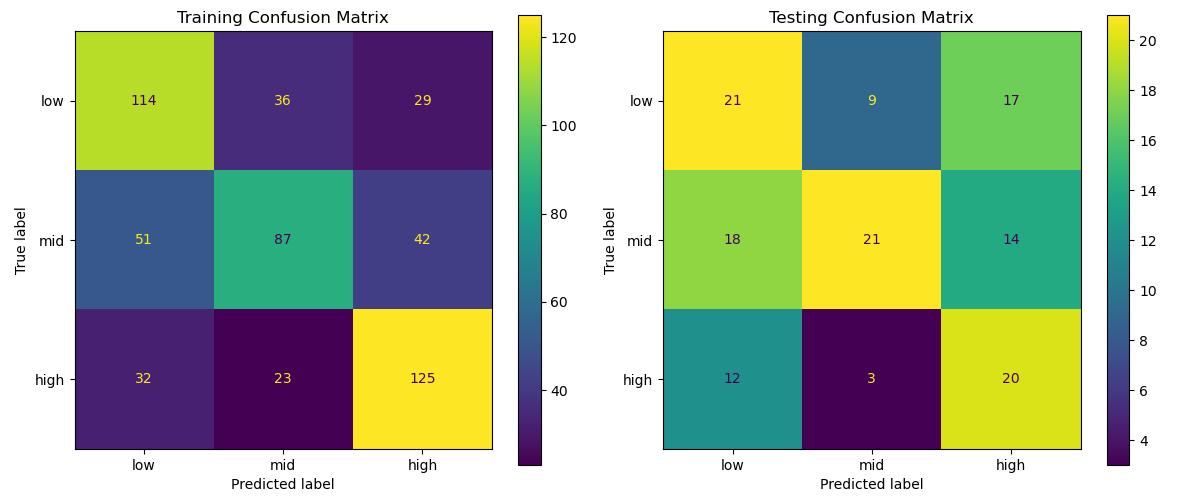 Training Confusion Matrix
low 114 36 29
mid 51 87 42
high 32 23 125
low mid high
Predicted label
True label
120
100
80
60
40
Testing Confusion Matrix
low 21 9 17
mid 18 21 14
high 12 3 20
low mid high
Predicted label
True label
20
18
16
14
12
10
8
6
4